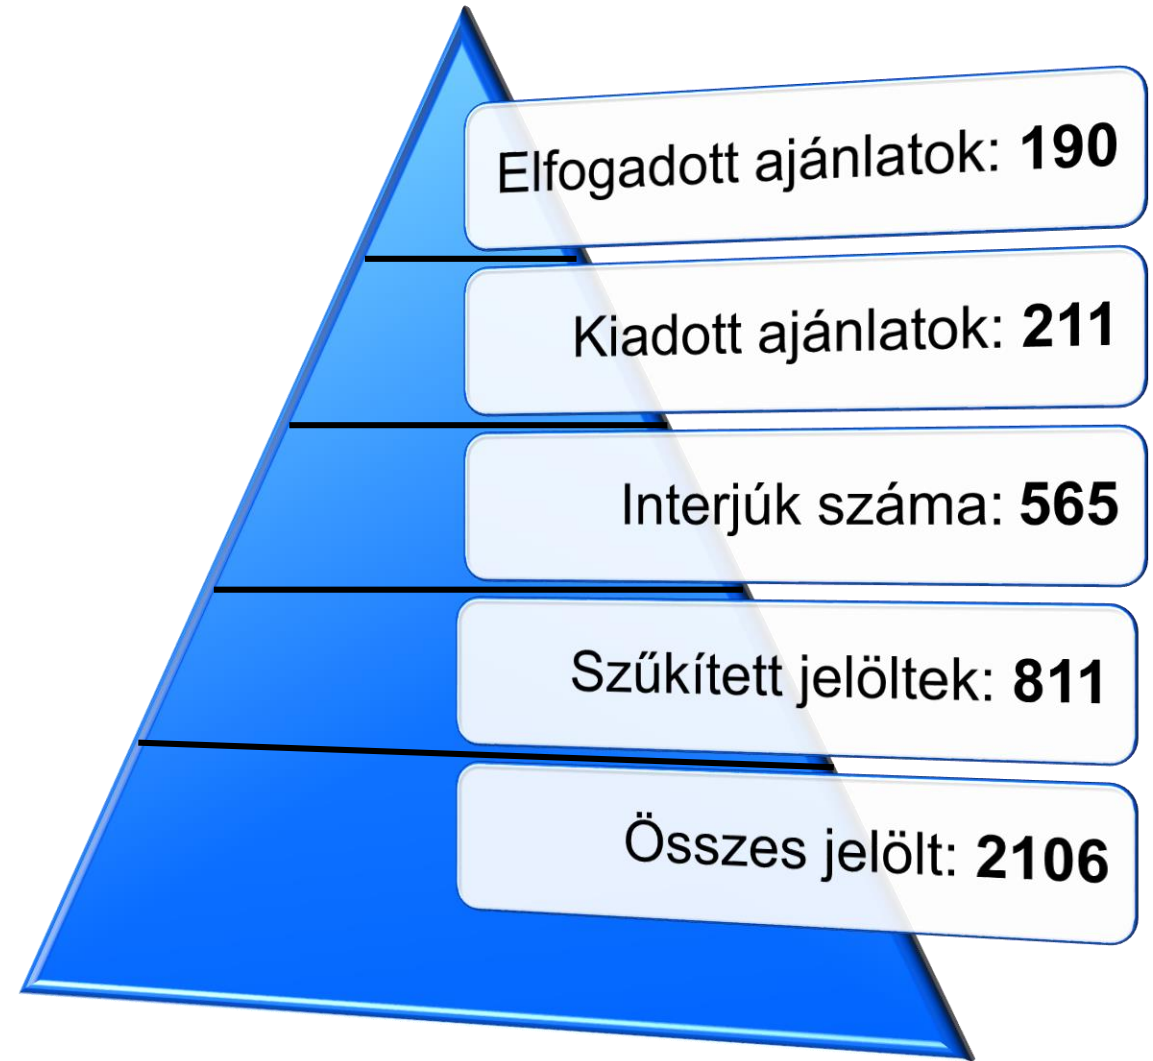 Elfogadott ajánlatok: 190
Kiadott ajánlatok: 211
Interjúk száma: 565
Szűkített jelöltek: 811
Összes jelölt: 2106